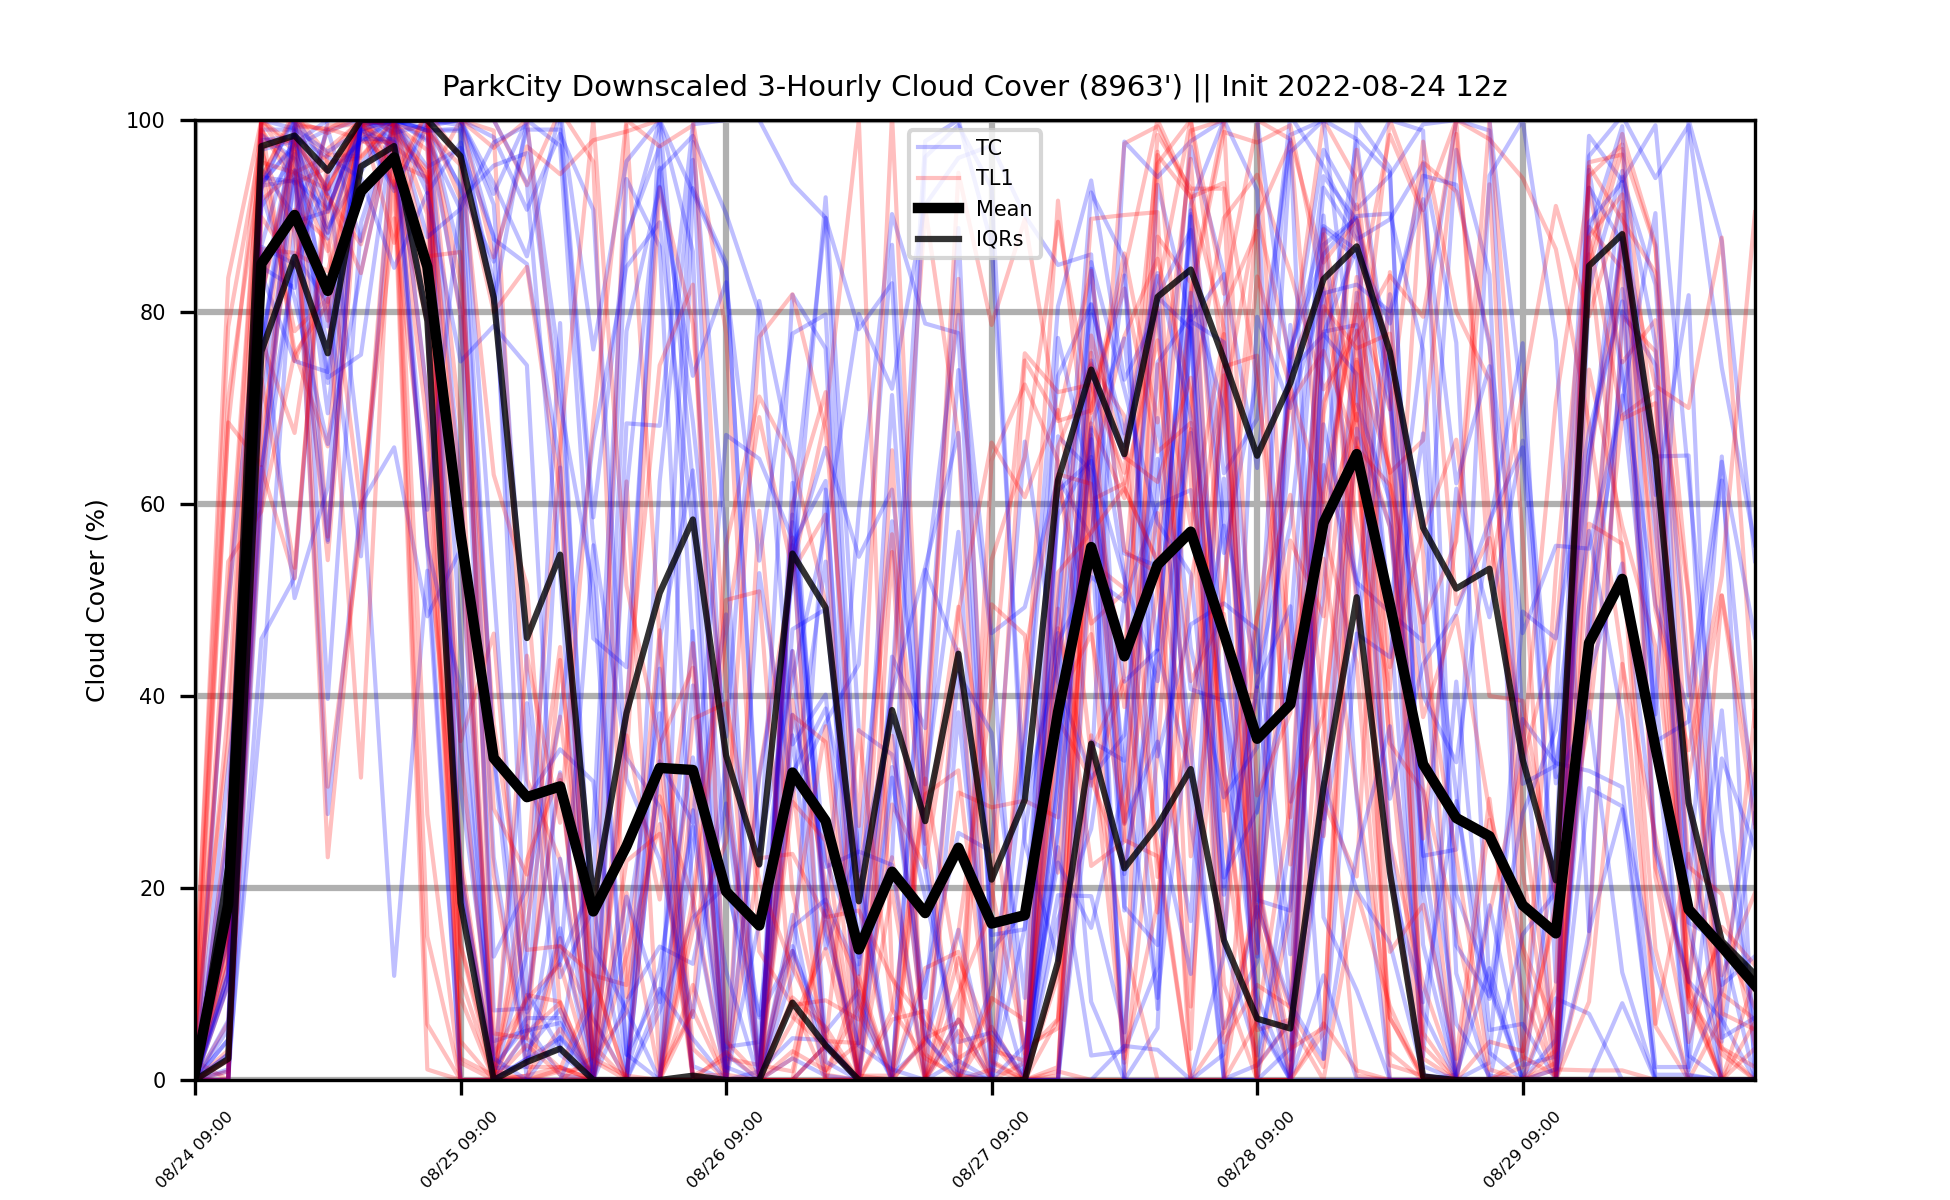 ParkCity Downscaled 3-Hourly Cloud Cover (8963') || Init 2022-08-24 12z
TC
TL1
Mean
IQRs
Cloud Cover (%)
100
80
60
40
20
0
08/24 09:00
08/25 09:00
08/26 09:00
08/27 09:00
08/28 09:00
08/29 09:00